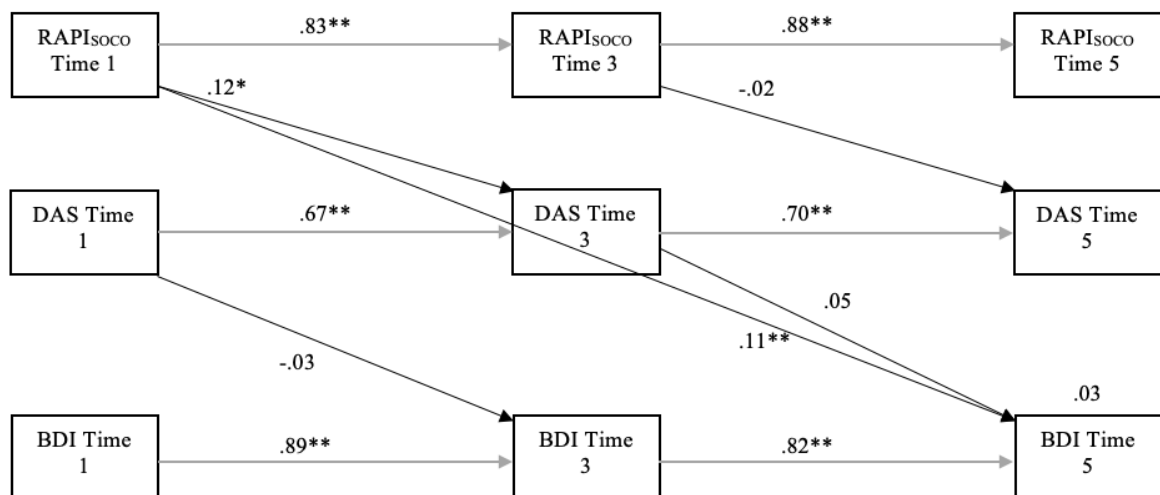 RAPISOCO
Time 1
.83**
RAPISOCO
Time 3
.88**
RAPISOCO
Time 5
.12*
-.02
DAS Time
1
.67**
DAS Time
3
.70**
DAS Time
5
.05
.11**
-.03
.03
BDI Time
1
.89**
BDI Time
3
.82**
BDI Time
5